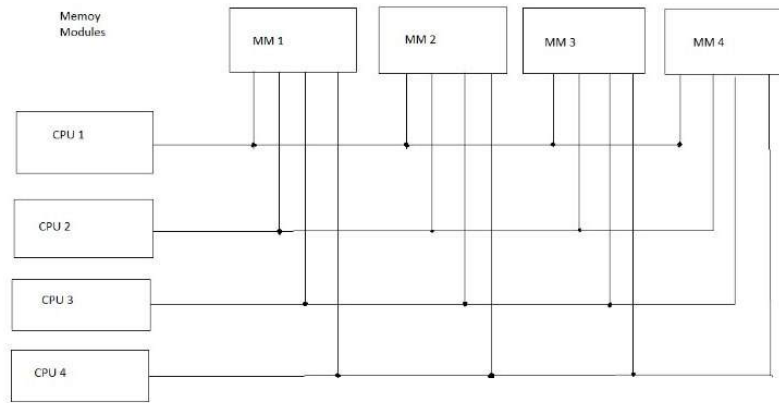 Memoy
Modules
MM 1
MM 2
MM 3
MM 4
CPU 1
CPU 2
CPU 3
CPU 4